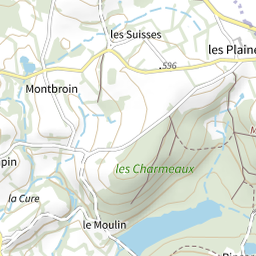 les Suisses
les Plaine
596
Montbroin
pin
les Charmeaux
la Cure
le Moulin